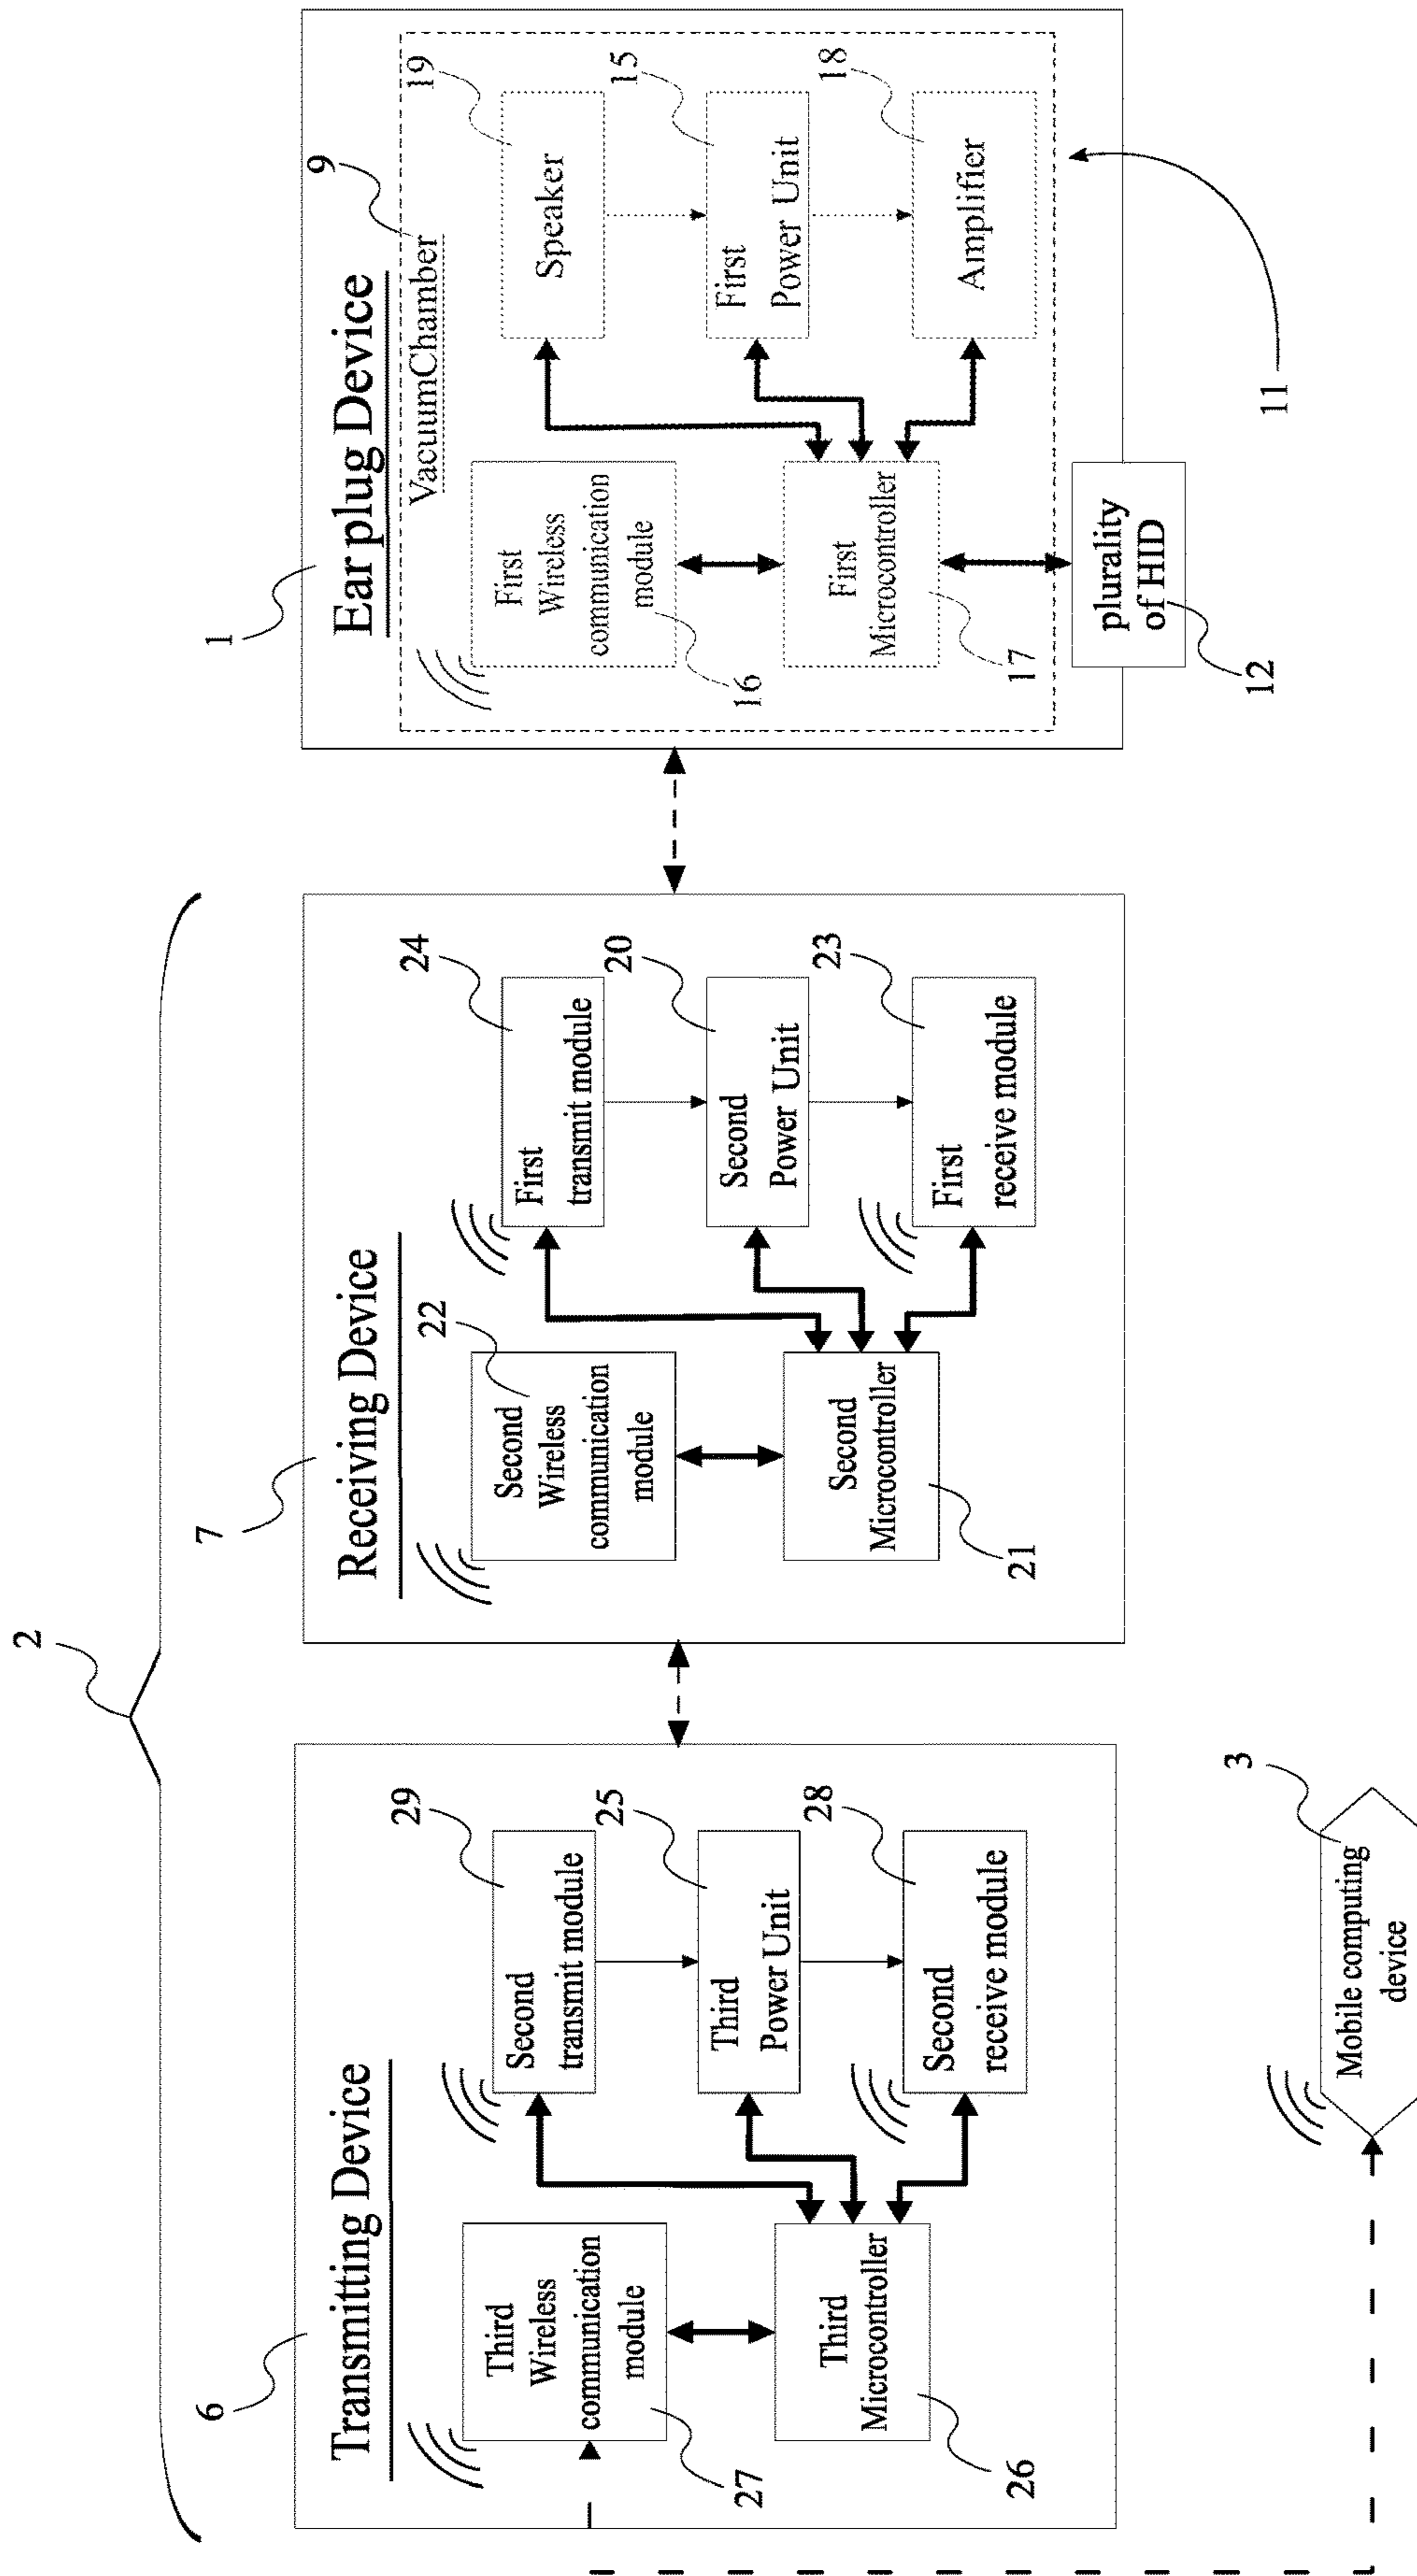 2
6
Transmitting Device
Third
Wireless
communication
module
27
Third
Microcontroller
26
Second
transmit module
29
Third
Power Unit
25
Second
receive module
28
7
Receiving Device
Second
Wireless
communication
module
22
Second
Microcontroller
21
First
transmit module
24
Second
Power Unit
20
First
receive module
23
1
Ear plug Device
VacuumChamber
9
First
Wireless
communication
module
16
First
Microcontroller
17
Speaker
19
First
Power Unit
15
Amplifier
18
11
plurality
of HID
12
Mobile computing
device
3